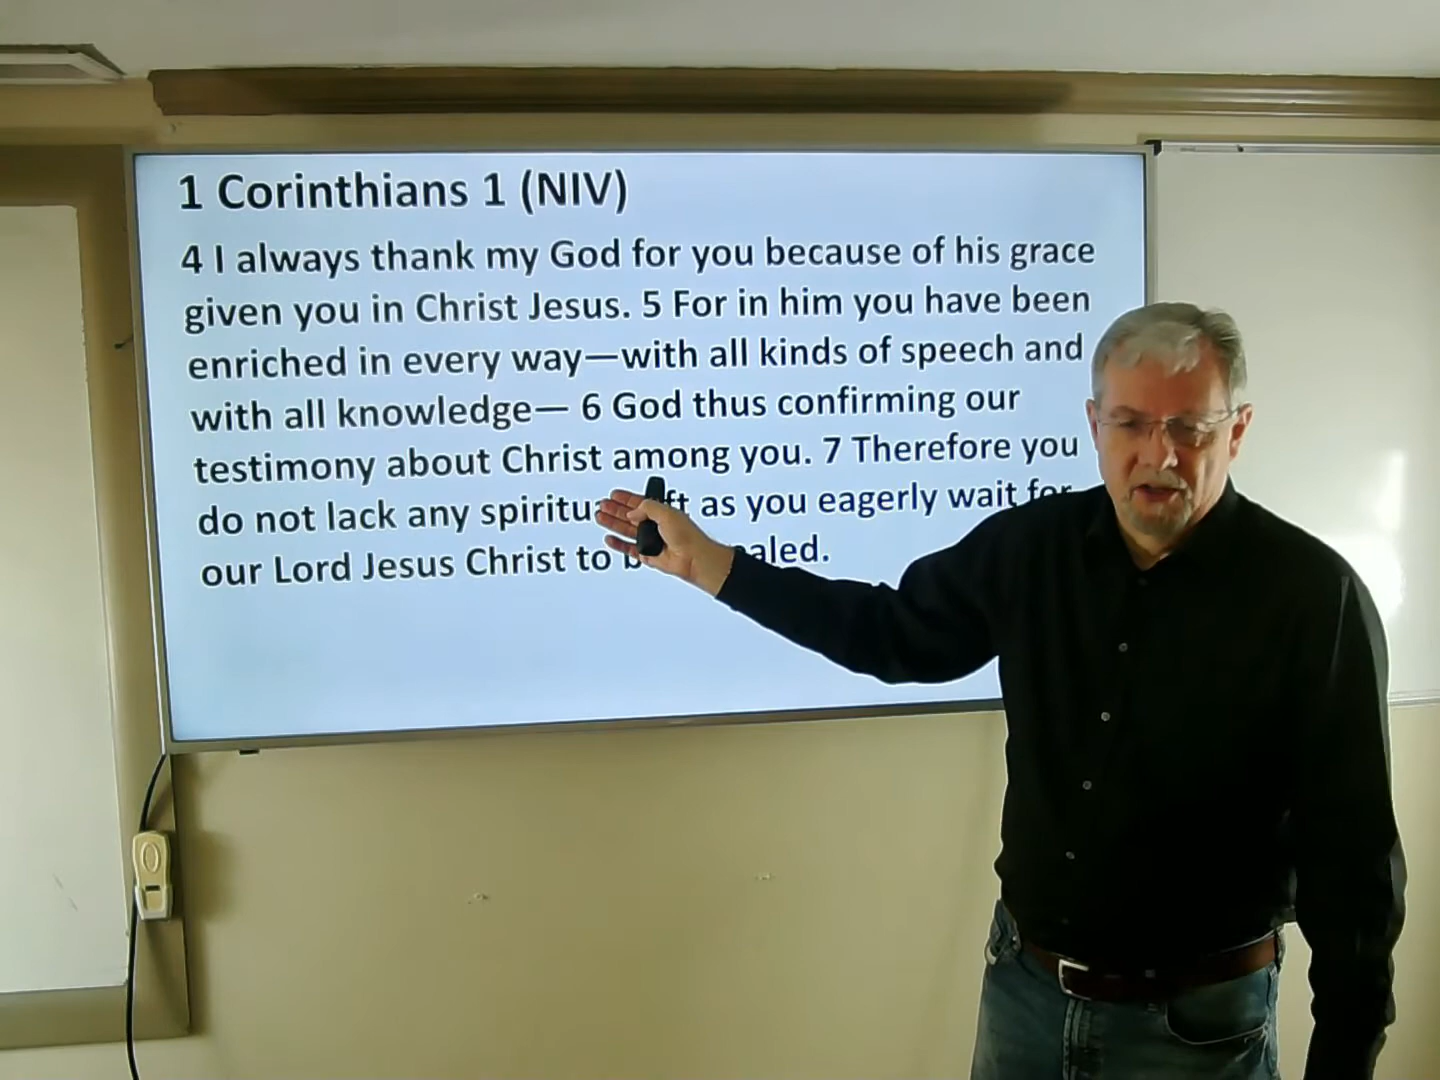 1 Corinthians 1 (NIV)
4 I always thank my God for you because of his grace
given you in Christ Jesus. 5 For in him you have been
enriched in every way—with all kinds of speech and
with all knowledge— 6 God thus confirming our
testimony about Christ among you. 7 Therefore you
do not lack any as you eagerly wait for
our Lord Jesus Christ to